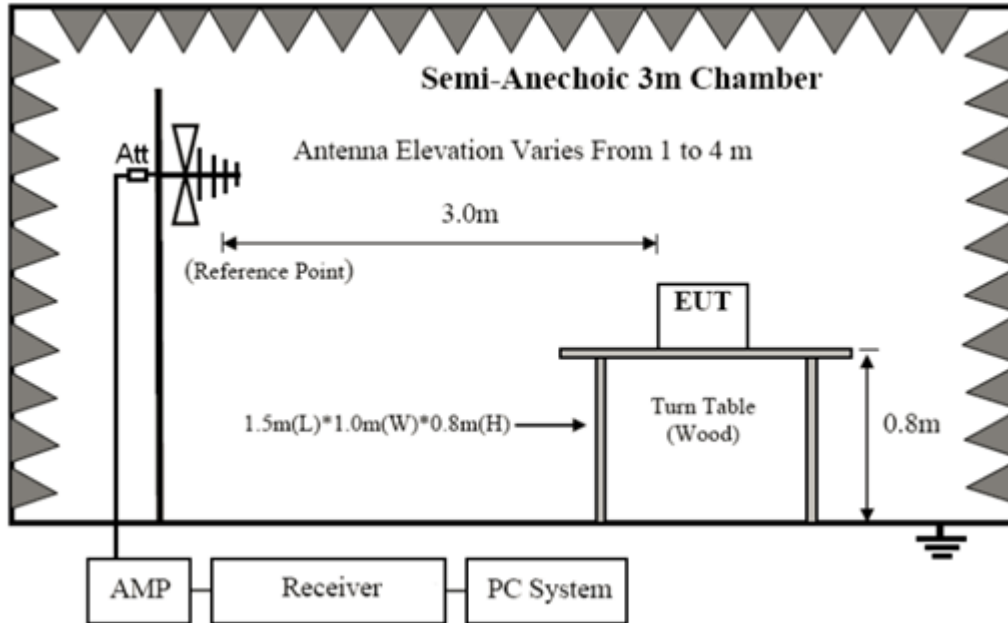 Semi-Anechoic 3m Chamber
Att
Antenna Elevation Varies From 1 to 4 m
3.0m
(Reference Point)
EUT
1.5m(L)*1.0m(W)*0.8m(H)
Turn Table
(Wood)
0.8m
AMP
Receiver
PC System